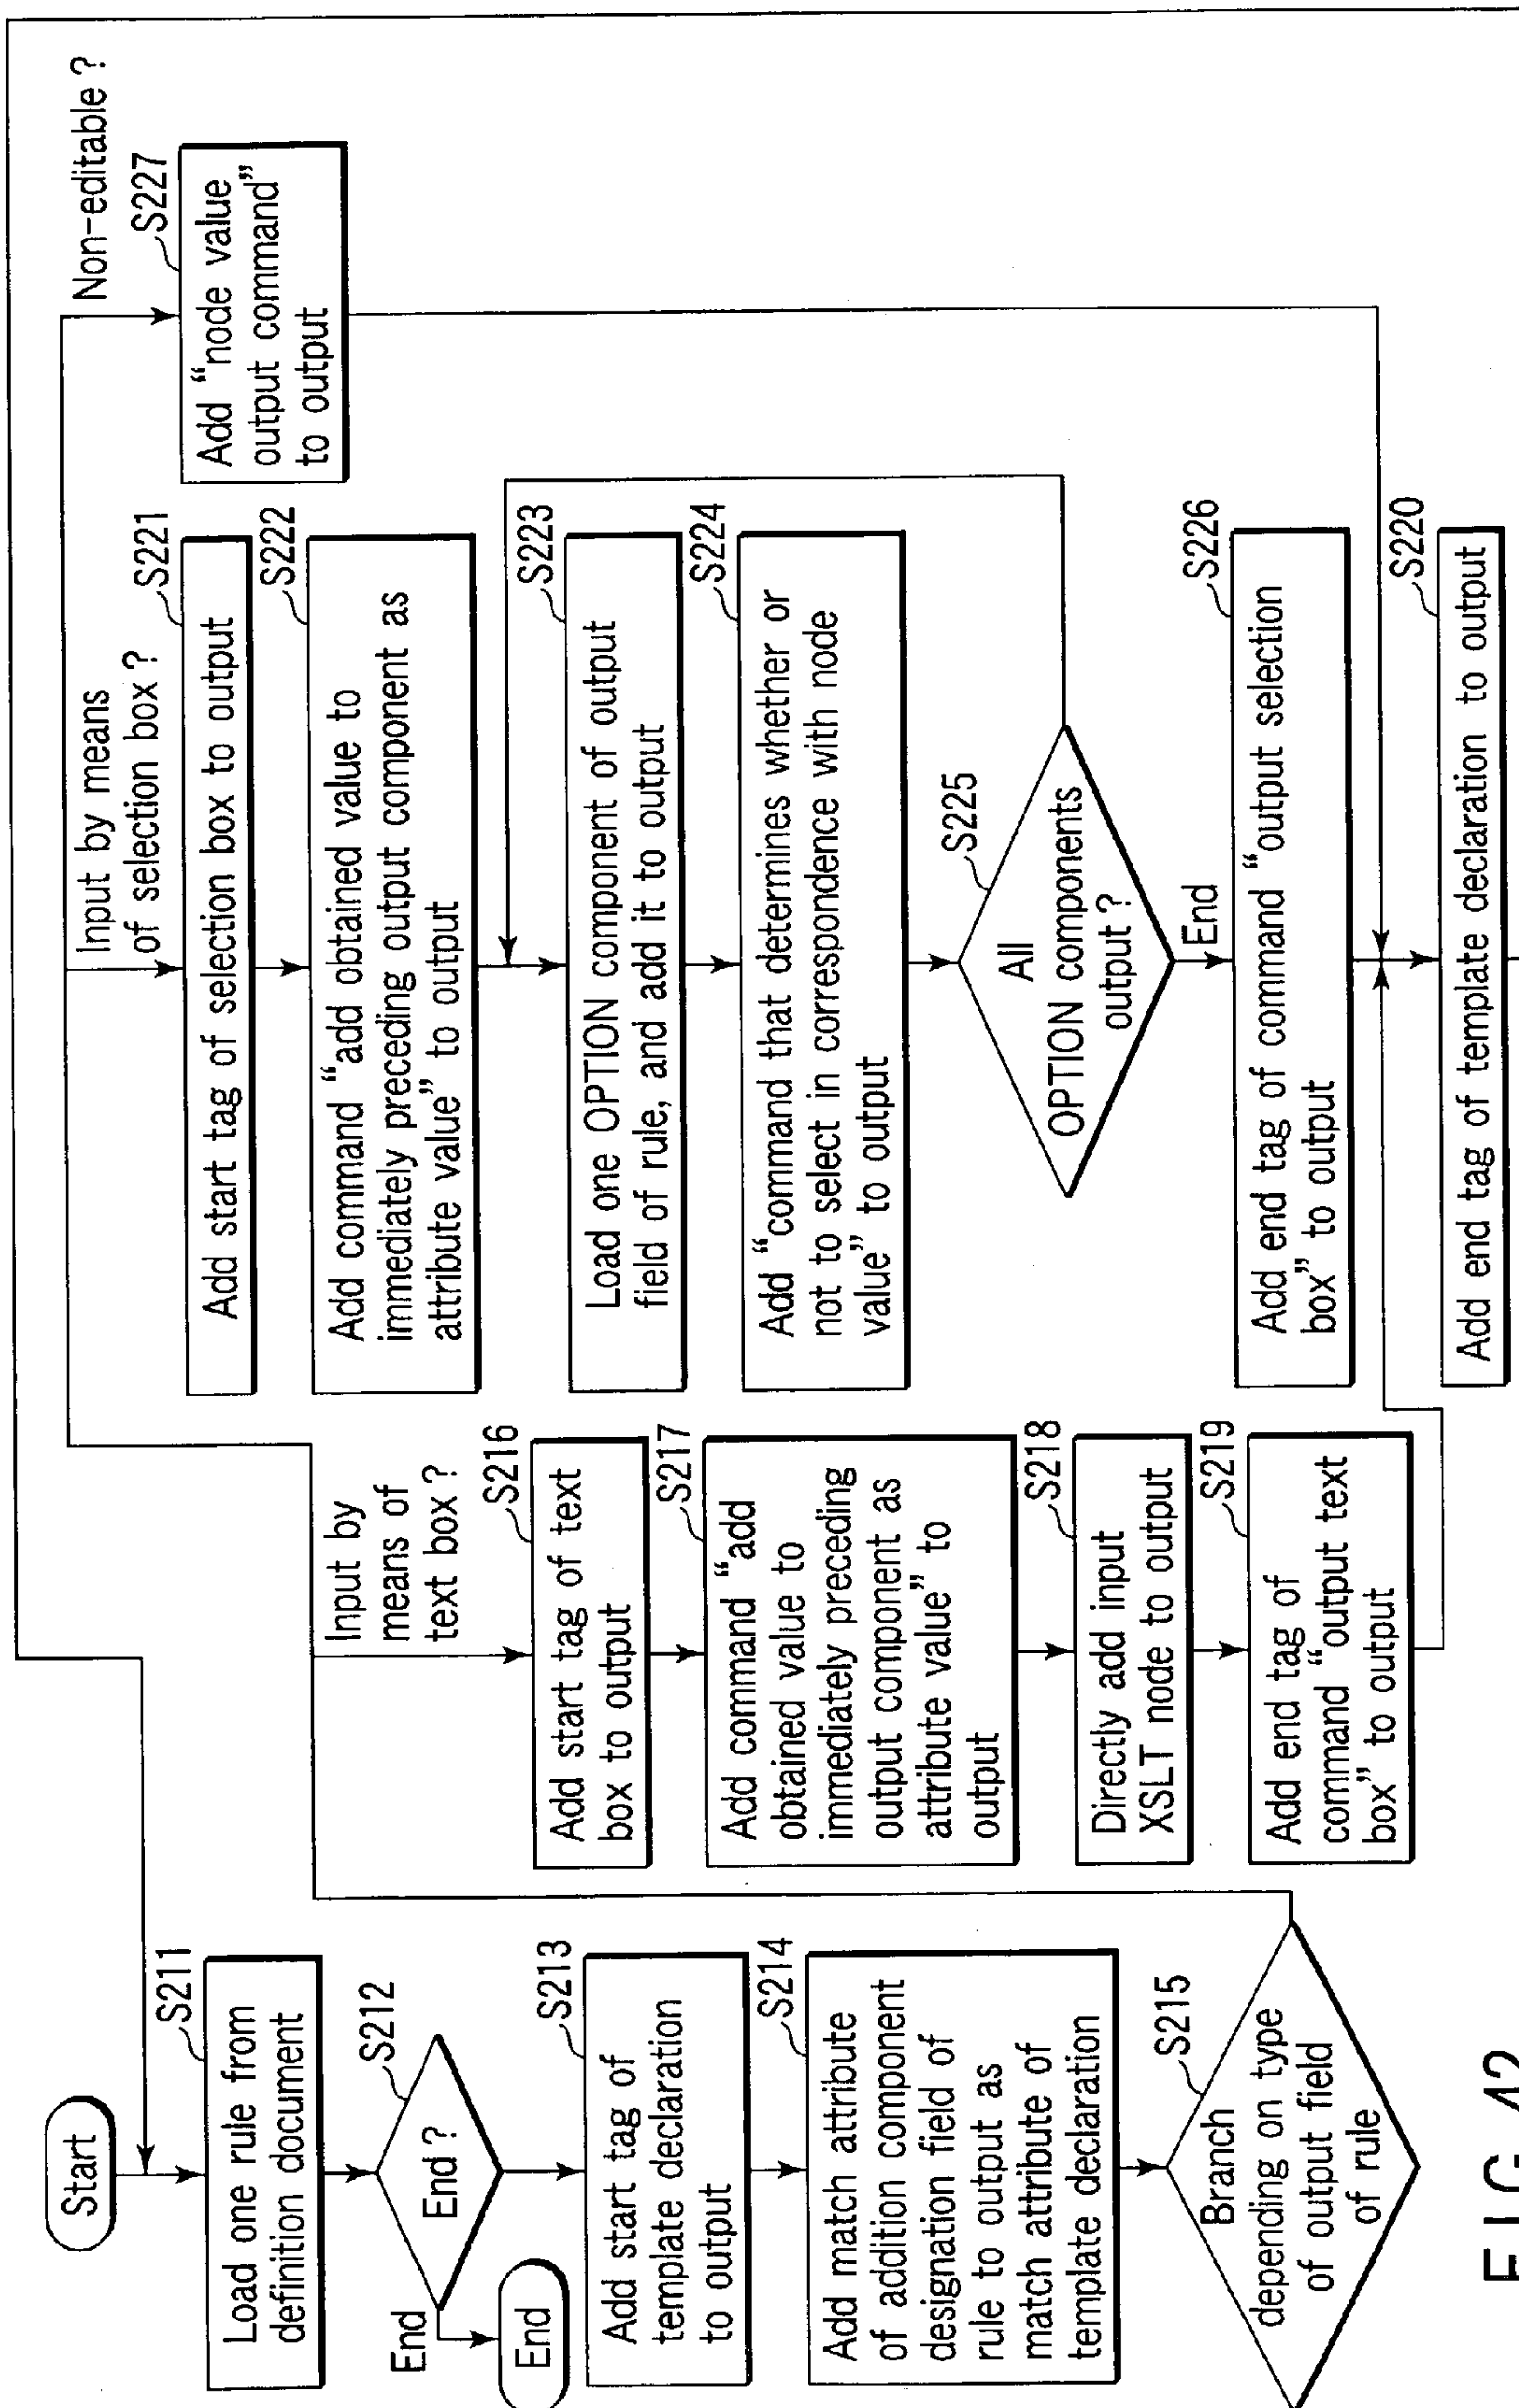 Start
S211
Load one rule from
definition document
S212
End ?
End
End
S213
Add start tag of
template declaration
to output
S214
Add match attribute
of addition component
designation field of
rule to output as
match attribute of
template declaration
S215
Branch
depending on type
of output field
of rule
Input by
means of
text box ?
S216
Add start tag of text
box to output
S217
Add command “add
obtained value to
immediately preceding
output component as
attribute value” to
output
S218
Directly add input
XSLT node to output
S219
Add end tag of
command “output text
box” to output
Input by means
of selection box ?
S221
Add start tag of selection box to output
S222
Add command “add obtained value to
immediately preceding output component as
attribute value” to output
S223
Load one OPTION component of output
field of rule, and add it to output
S224
Add “command that determines whether or
not to select in correspondence with node
value” to output
S225
All
OPTION components
output ?
End
S226
Add end tag of command “output selection
box” to output
S220
Add end tag of template declaration to output
Non-editable ?
S227
Add “node value
output command”
to output
FIG. 42